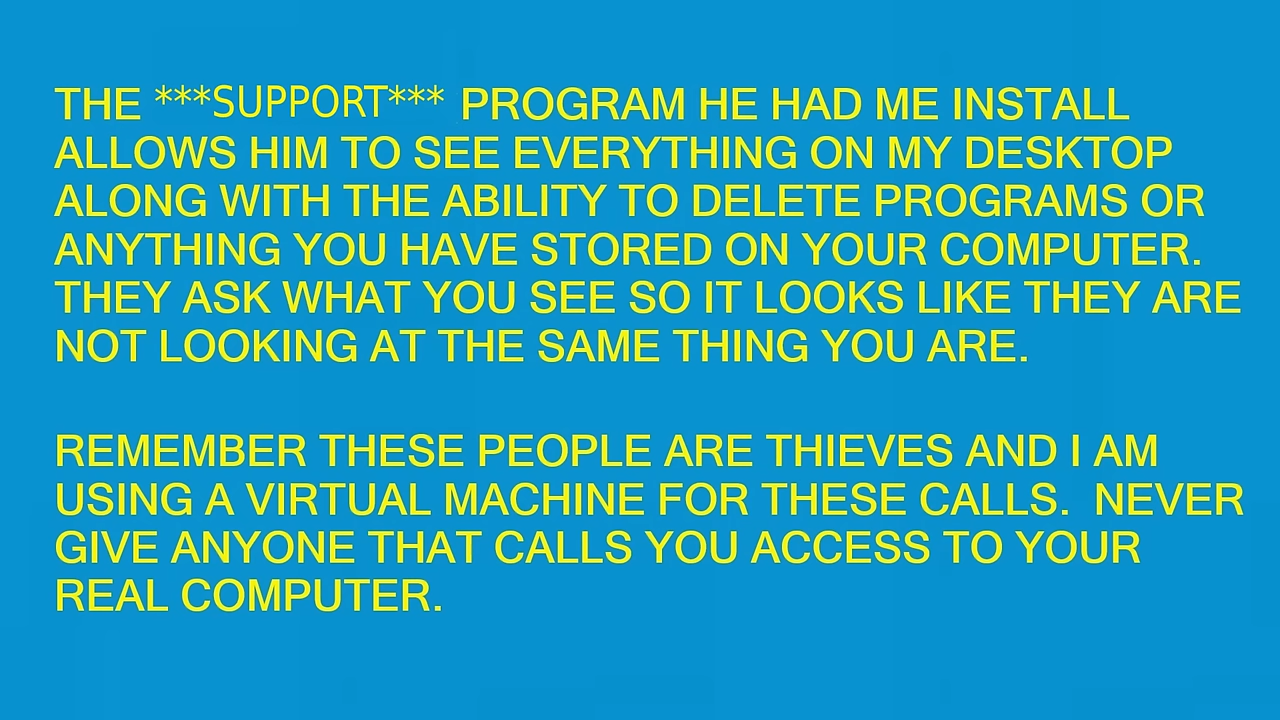 THE ***SUPPORT*** PROGRAM HE HAD ME INSTALL
ALLOWS HIM TO SEE EVERYTHING ON MY DESKTOP
ALONG WITH THE ABILITY TO DELETE PROGRAMS OR
ANYTHING YOU HAVE STORED ON YOUR COMPUTER.
THEY ASK WHAT YOU SEE SO IT LOOKS LIKE THEY ARE
NOT LOOKING AT THE SAME THING YOU ARE.
REMEMBER THESE PEOPLE ARE THIEVES AND I AM
USING A VIRTUAL MACHINE FOR THESE CALLS.  NEVER
GIVE ANYONE THAT CALLS YOU ACCESS TO YOUR
REAL COMPUTER.